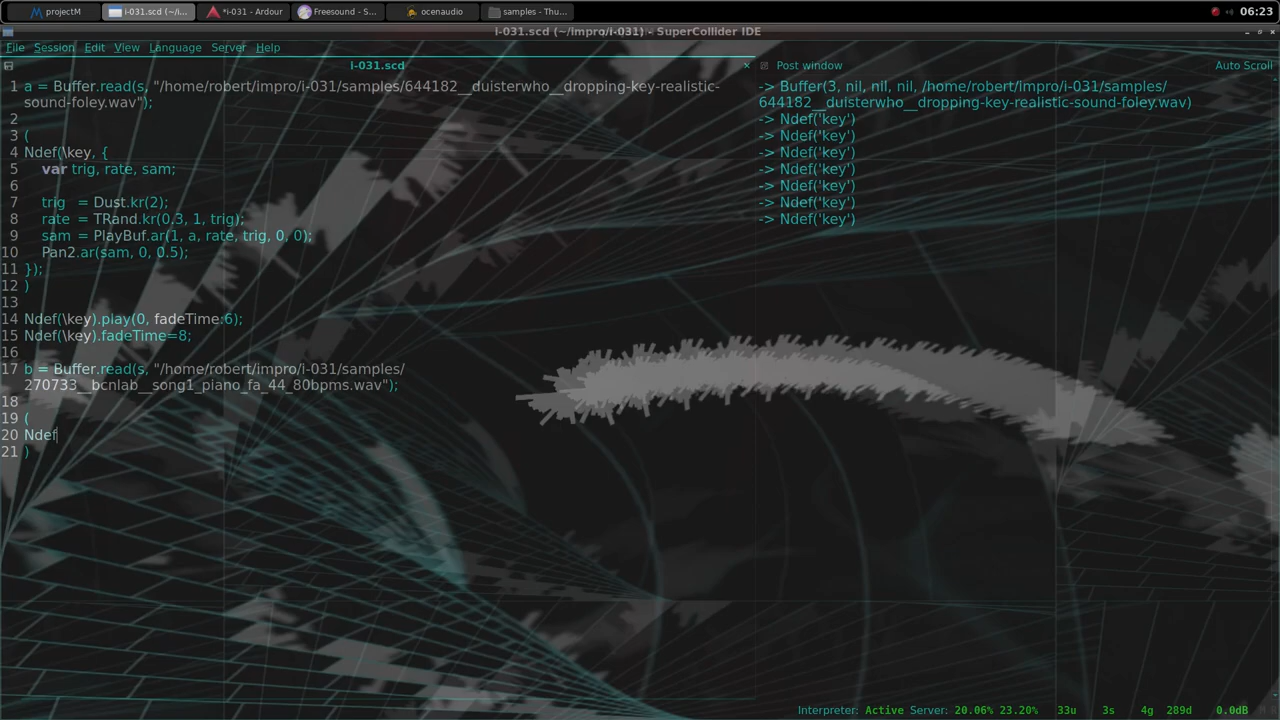 projectM
i-031.scd (~/i...
*i-031 - Ardour
Freesound - S...
ocenaudio
samples - Thu...
06:23
i-031.scd (~/impro/i-031) - SuperCollider IDE
File Session Edit View Language Server Help
i-031.scd
Post window
Auto Scroll
1 a = Buffer.read(s, "/home/robert/impro/i-031/samples/644182__duisterwho__dropping-key-realistic-
sound-foley.wav");
2
3 (
4 Ndef(\key, {
5 var trig, rate, sam;
6
7 trig = Dust.kr(2);
8 rate = TRand.kr(0.3, 1, trig);
9 sam = PlayBuf.ar(1, a, rate, trig, 0, 0);
10 Pan2.ar(sam, 0, 0.5);
11 });
12 )
13
14 Ndef(\key).play(0, fadeTime:6);
15 Ndef(\key).fadeTime=8;
16
17 b = Buffer.read(s, "/home/robert/impro/i-031/samples/
270733__bcnlab__song1_piano_fa_44_80bpms.wav");
18
19 (
20 Ndef
21 )
-> Buffer(3, nil, nil, nil, /home/robert/impro/i-031/samples/
644182__duisterwho__dropping-key-realistic-sound-foley.wav)
-> Ndef('key')
-> Ndef('key')
-> Ndef('key')
-> Ndef('key')
-> Ndef('key')
-> Ndef('key')
-> Ndef('key')
Interpreter: Active Server: 20.06% 23.20% 33u 3s 4g 289d 0.0dB